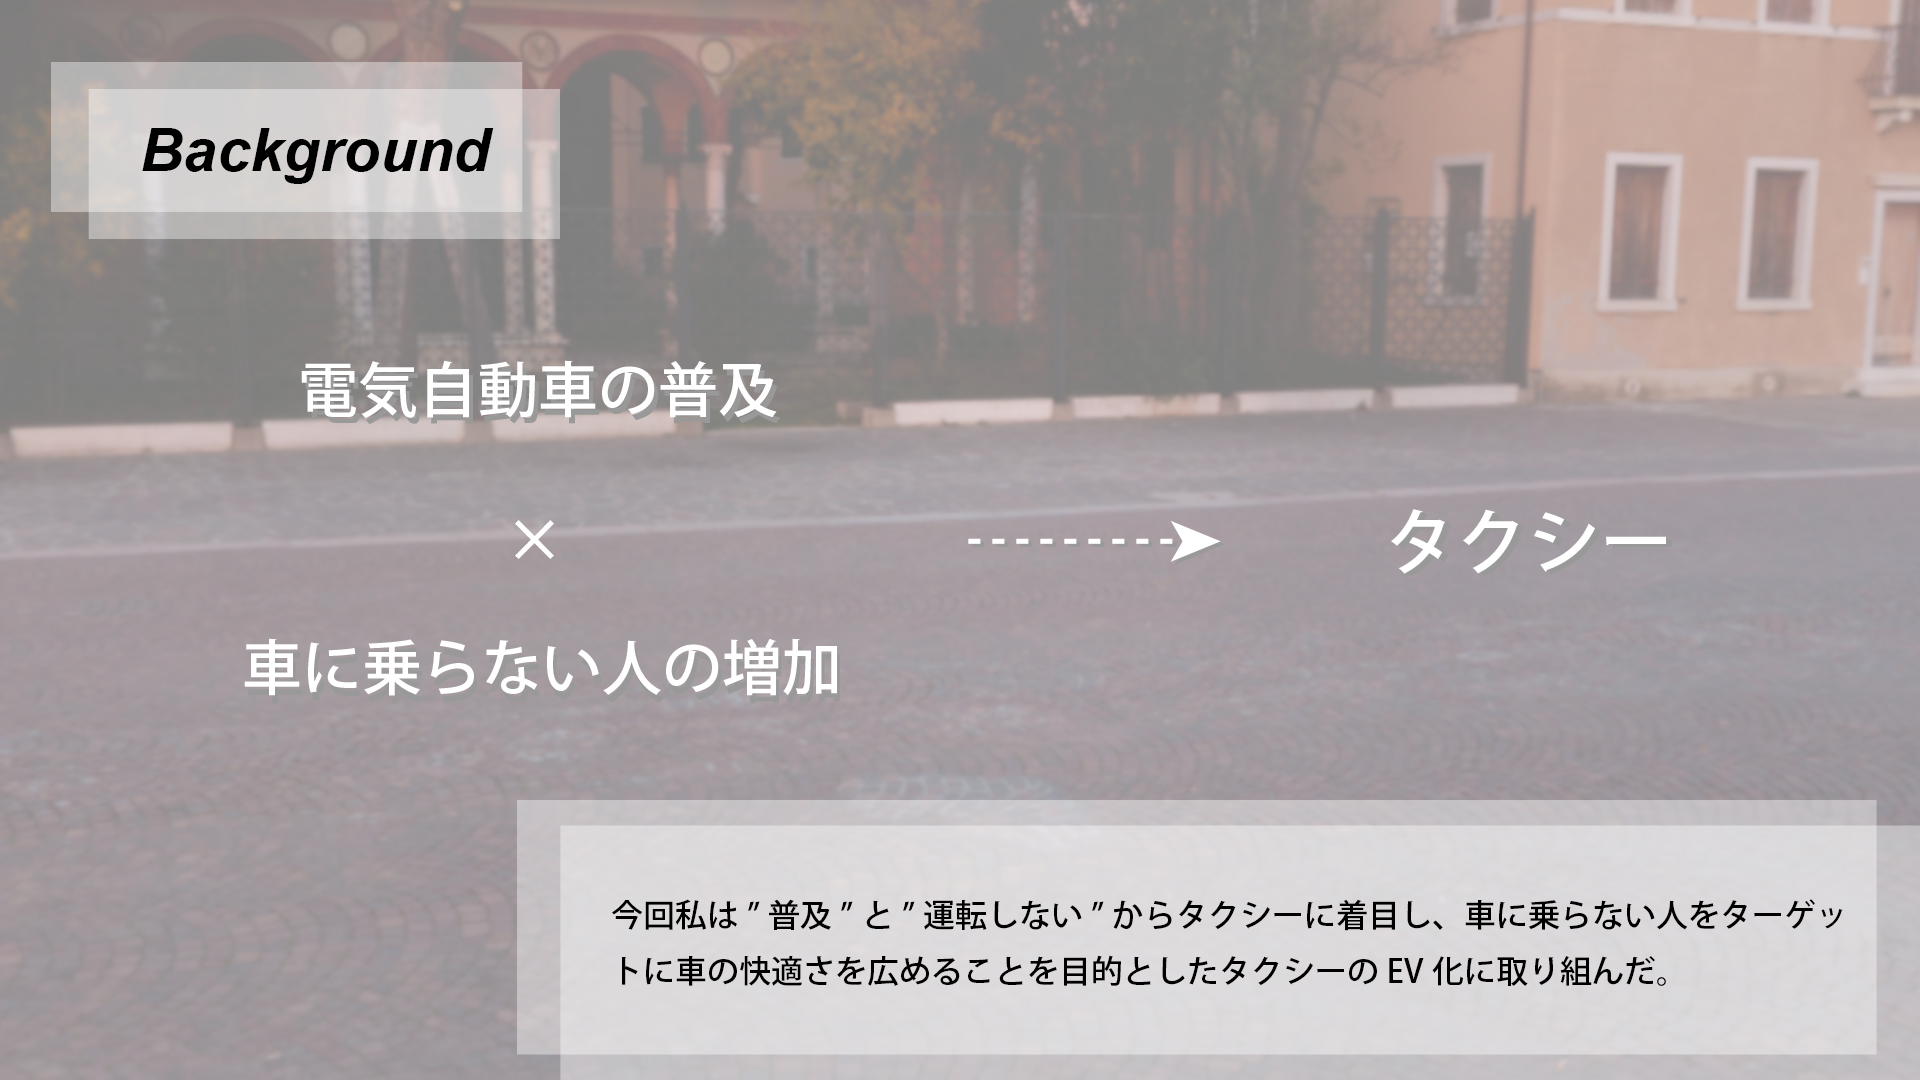 Background
電気自動車の普及
×
車に乗らない人の増加
タクシー
今回私は ” 普及 ” と ” 運転しない ” からタクシーに着目し、車に乗らない人をターゲッ
トに車の快適さを広めることを目的としたタクシーの EV 化に取り組んだ。